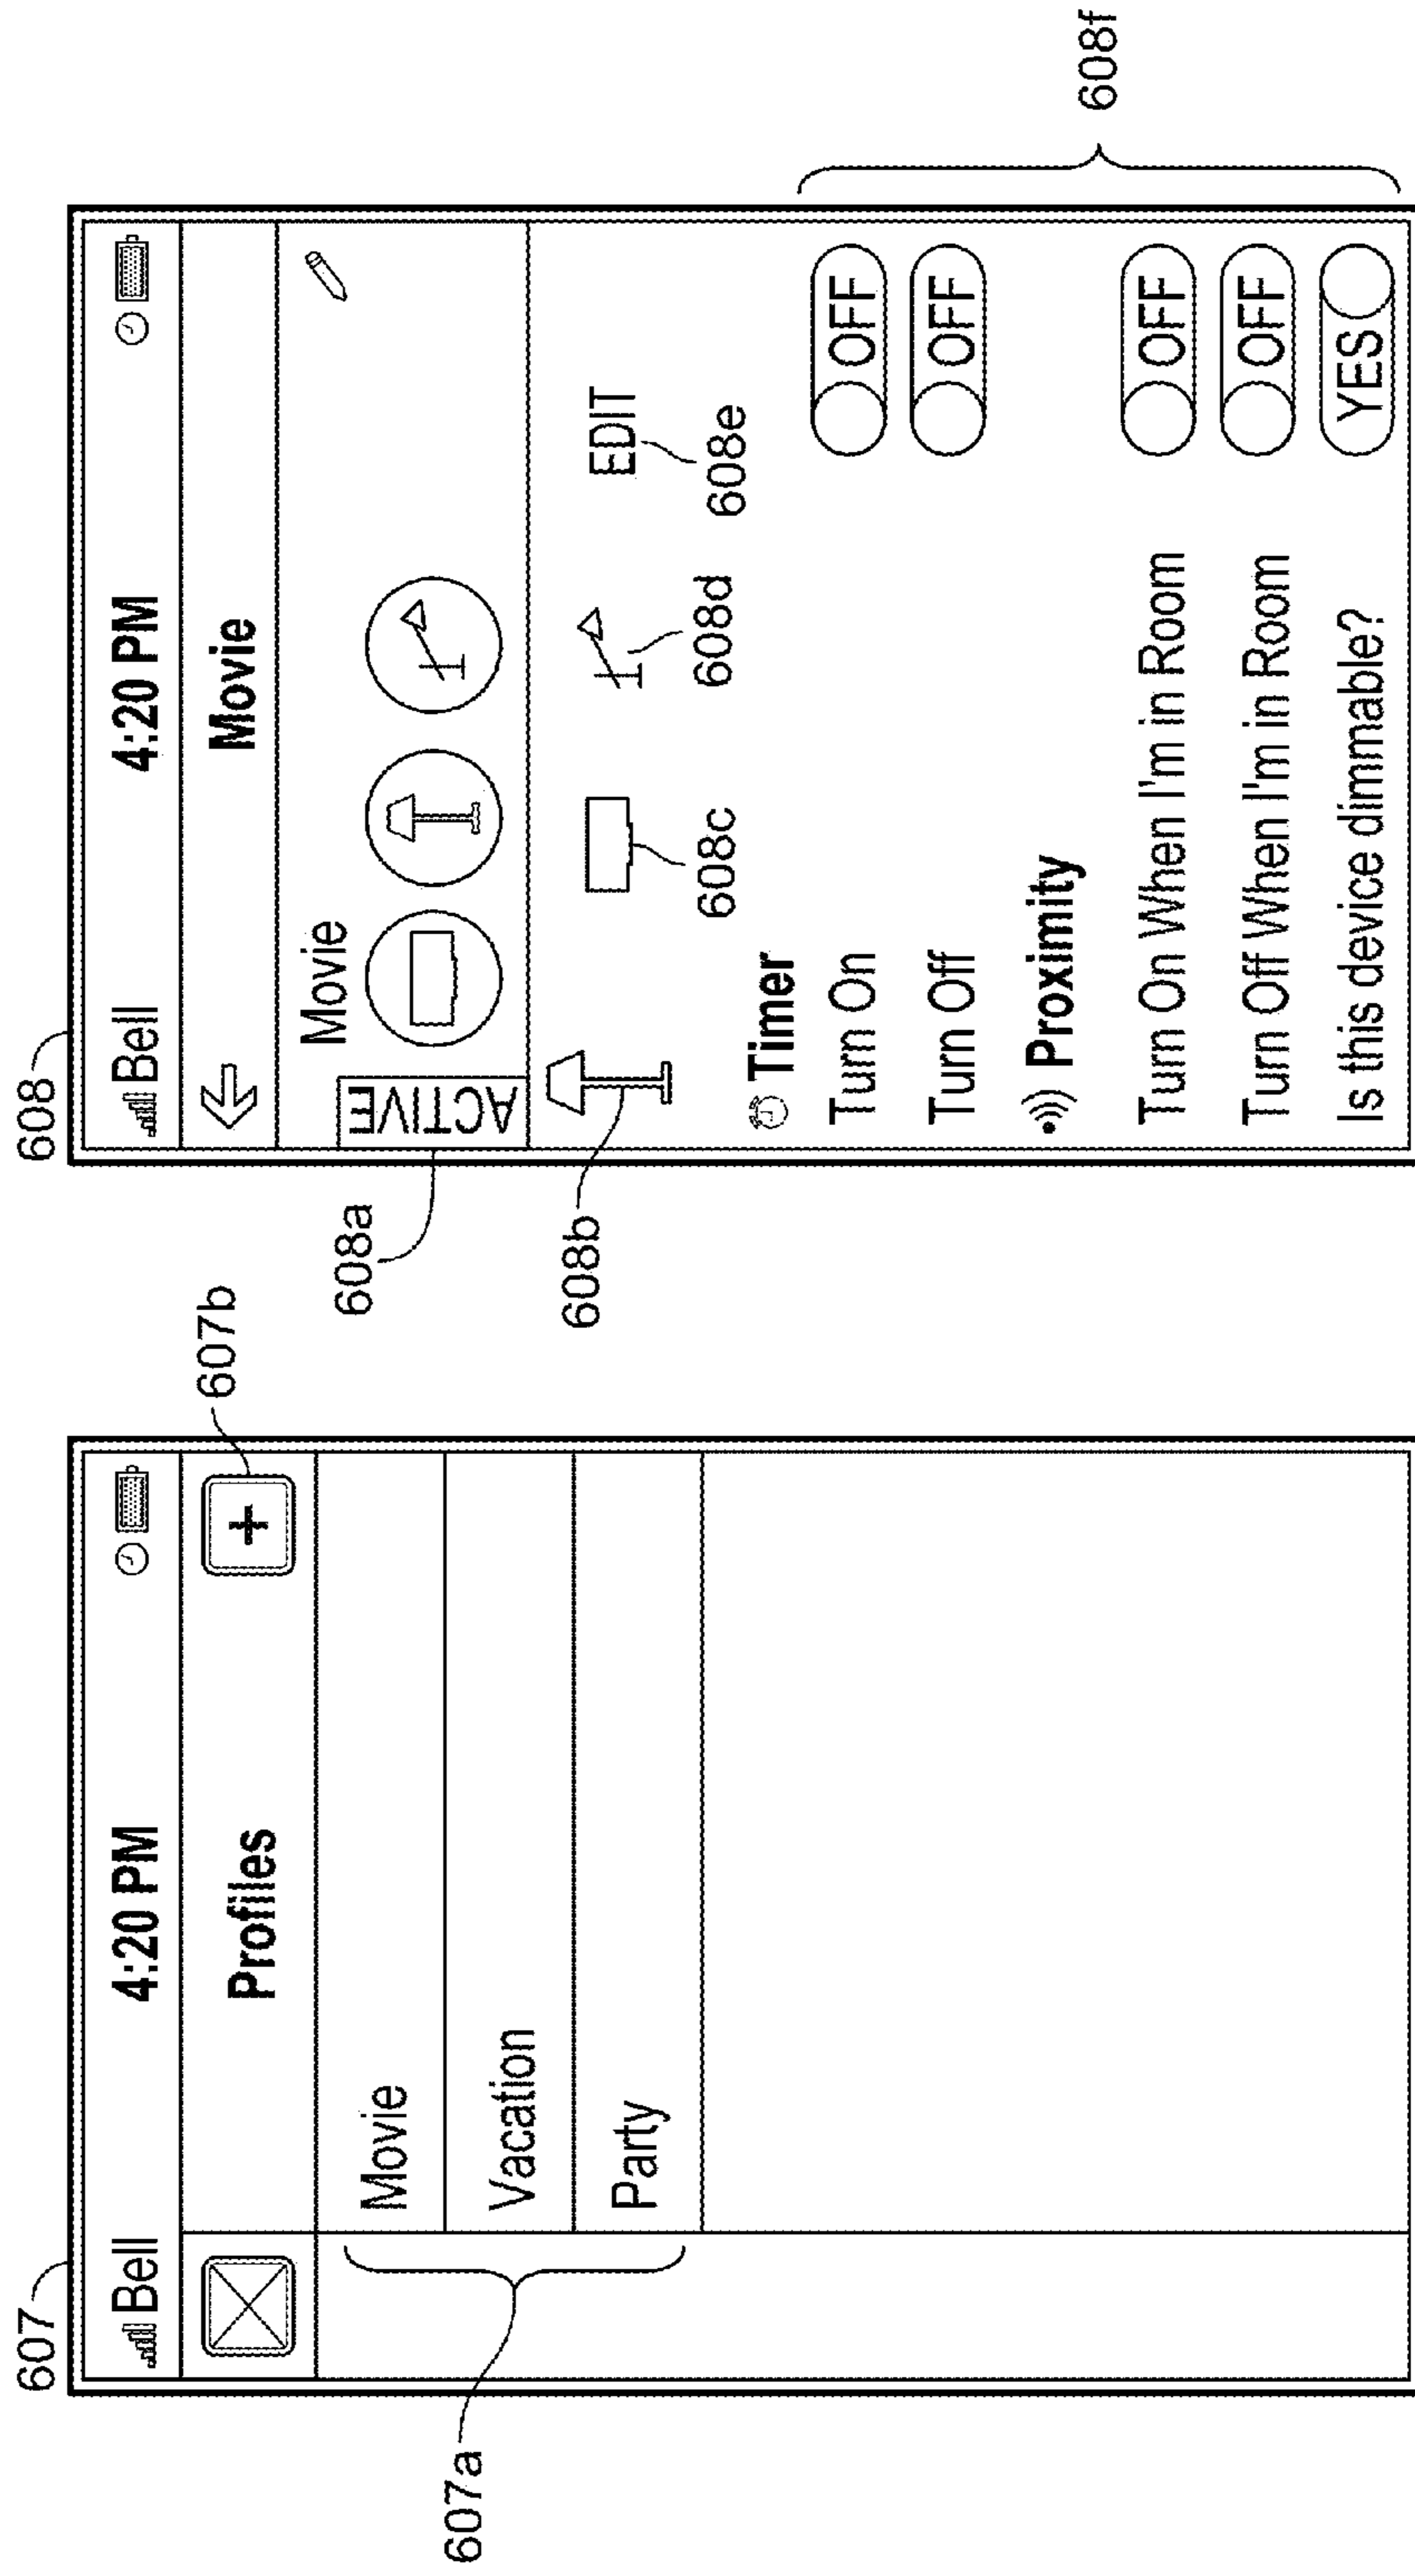 607
Bell 4:20 PM
Profiles +
607b
Movie
Vacation
Party
607a
608
Bell 4:20 PM
Movie
Movie
ACTIVE
608a
EDIT
608b
608c
608d
608e
Timer
Turn On OFF
Turn Off OFF
Proximity
Turn On When I'm in Room OFF
Turn Off When I'm in Room OFF
Is this device dimmable? YES
608f